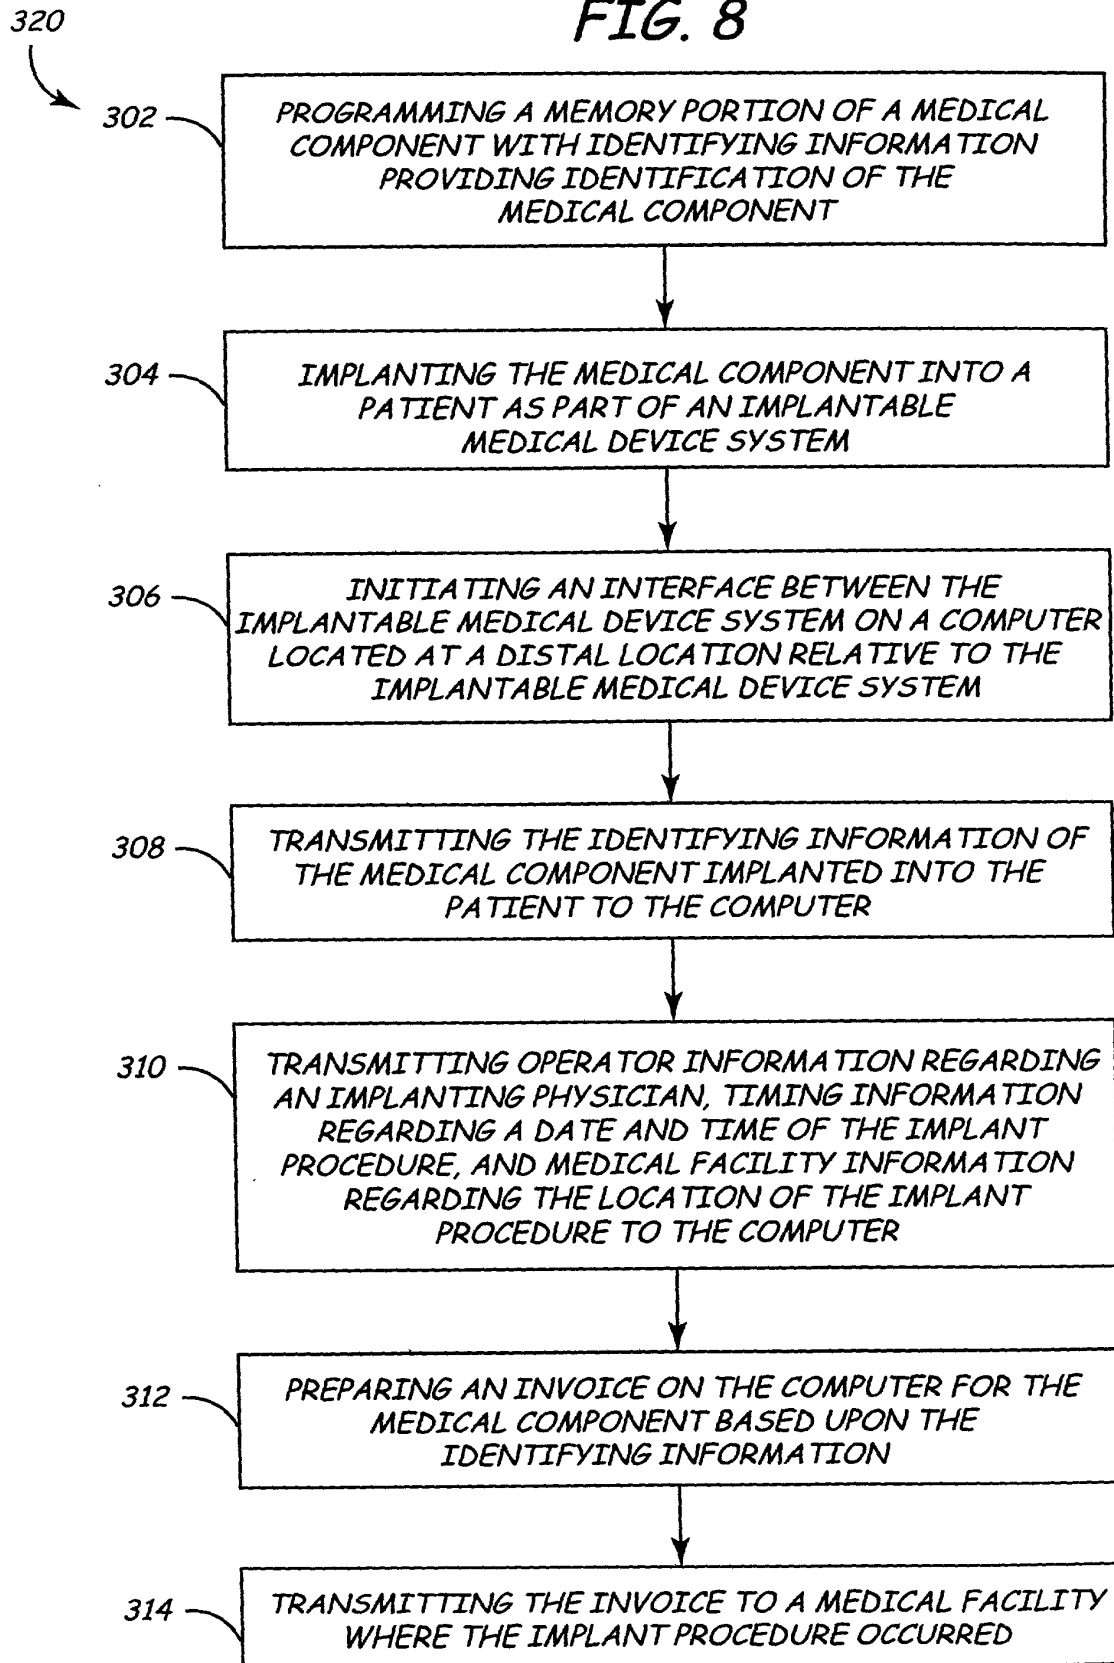 FIG. 8
320
302
PROGRAMMING A MEMORY PORTION OF A MEDICAL
COMPONENT WITH IDENTIFYING INFORMATION
PROVIDING IDENTIFICATION OF THE
MEDICAL COMPONENT
304
IMPLANTING THE MEDICAL COMPONENT INTO A
PATIENT AS PART OF AN IMPLANTABLE
MEDICAL DEVICE SYSTEM
306
INITIATING AN INTERFACE BETWEEN THE
IMPLANTABLE MEDICAL DEVICE SYSTEM ON A COMPUTER
LOCATED AT A DISTAL LOCATION RELATIVE TO THE
IMPLANTABLE MEDICAL DEVICE SYSTEM
308
TRANSMITTING THE IDENTIFYING INFORMATION OF
THE MEDICAL COMPONENT IMPLANTED INTO THE
PATIENT TO THE COMPUTER
310
TRANSMITTING OPERATOR INFORMATION REGARDING
AN IMPLANTING PHYSICIAN, TIMING INFORMATION
REGARDING A DATE AND TIME OF THE IMPLANT
PROCEDURE, AND MEDICAL FACILITY INFORMATION
REGARDING THE LOCATION OF THE IMPLANT
PROCEDURE TO THE COMPUTER
312
PREPARING AN INVOICE ON THE COMPUTER FOR THE
MEDICAL COMPONENT BASED UPON THE
IDENTIFYING INFORMATION
314
TRANSMITTING THE INVOICE TO A MEDICAL FACILITY
WHERE THE IMPLANT PROCEDURE OCCURRED